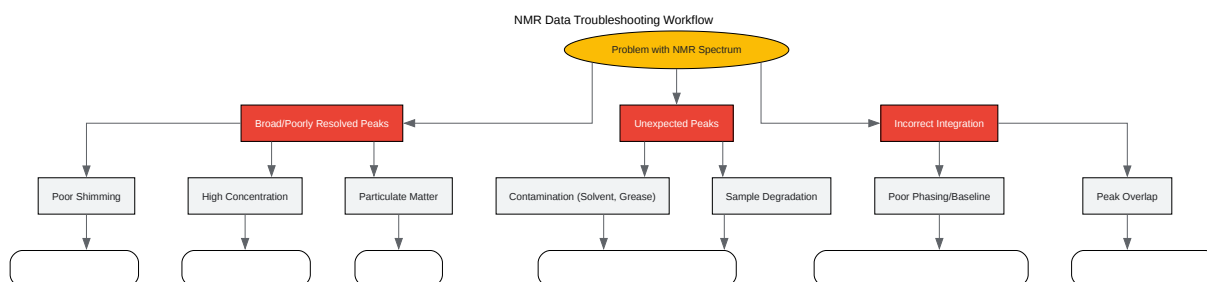 NMR Data Troubleshooting Workflow
Problem with NMR Spectrum
Broad/Poorly Resolved Peaks
Unexpected Peaks
Incorrect Integration
Poor Shimming
High Concentration
Particulate Matter
Contamination (Solvent, Grease)
Sample Degradation
Poor Phasing/Baseline
Peak Overlap